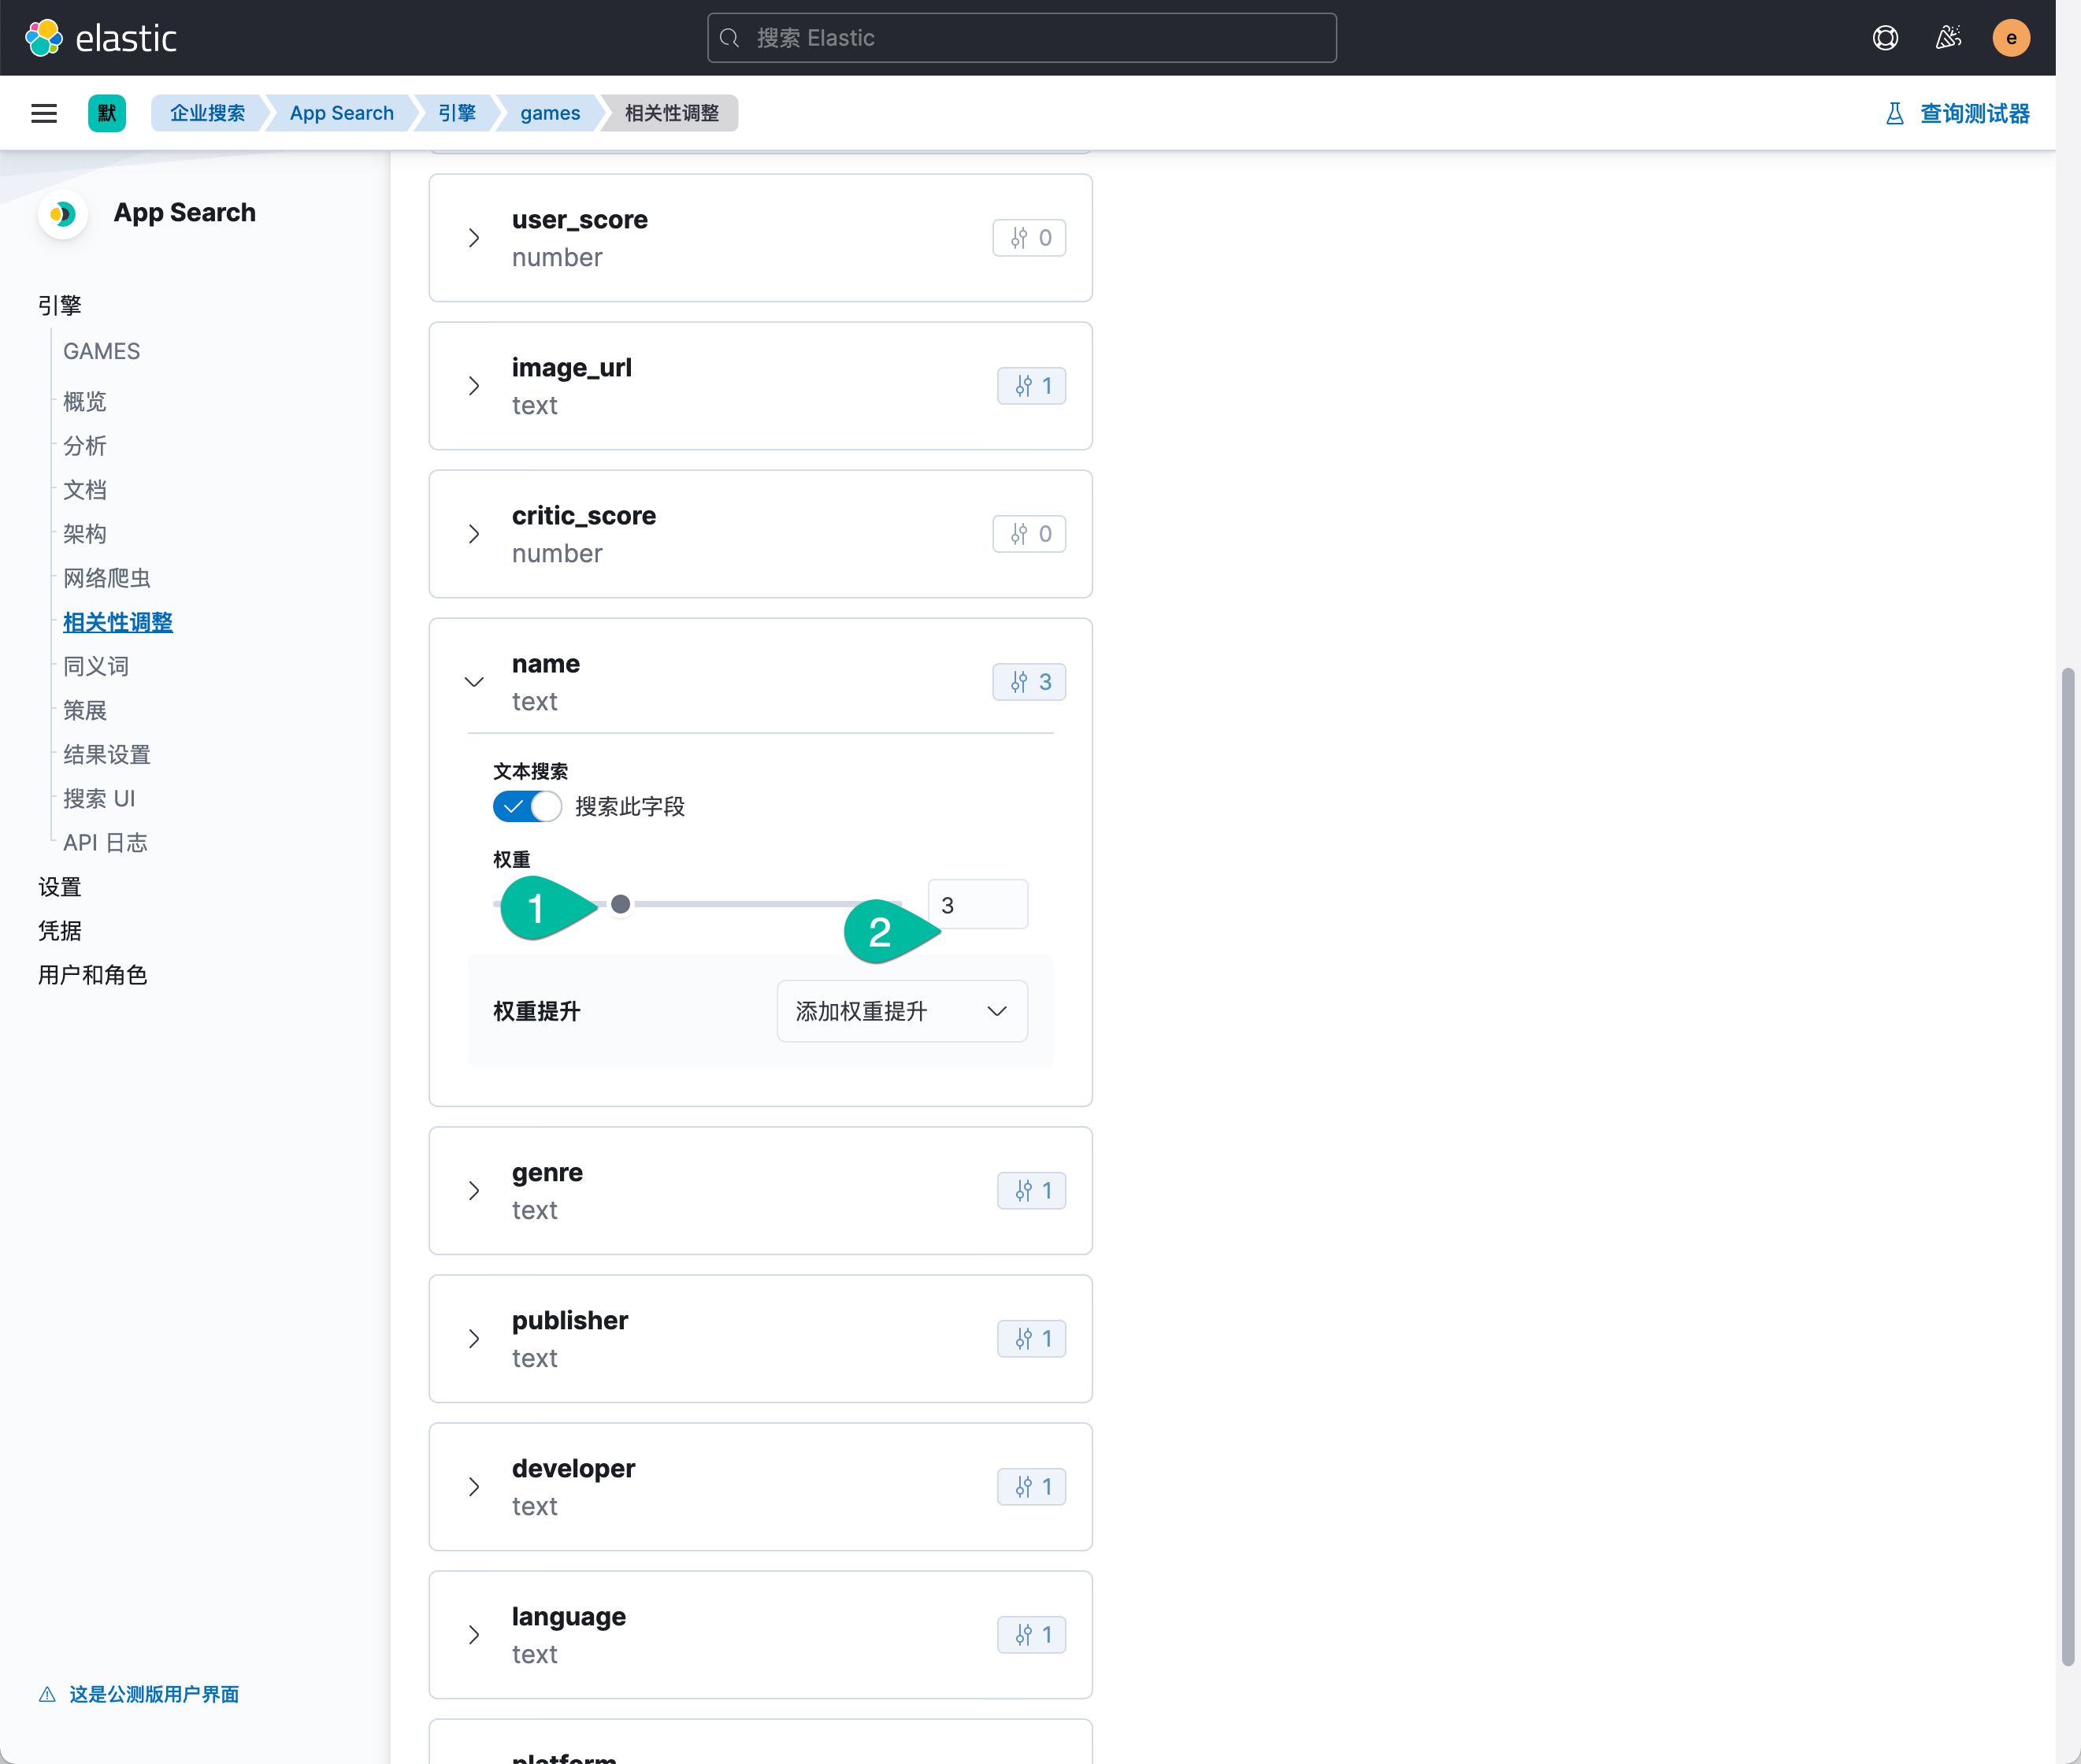 elastic
搜索 Elastic
e
默
企业搜索
App Search
引擎
games
相关性调整
查询测试器
App Search
引擎
GAMES
概览
分析
文档
架构
网络爬虫
相关性调整
同义词
策展
结果设置
搜索 UI
API 日志
设置
凭据
用户和角色
这是公测版用户界面
user_score
number
0
image_url
text
1
critic_score
number
0
name
text
3
文本搜索
搜索此字段
权重
1
2
3
权重提升
添加权重提升
genre
text
1
publisher
text
1
developer
text
1
language
text
1
platform